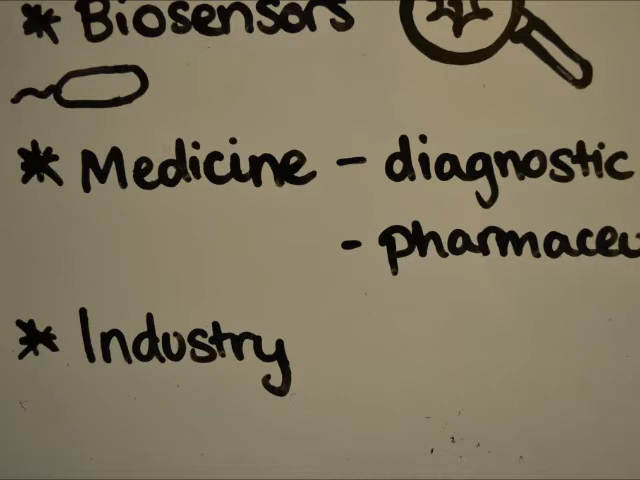 * Biosensors
* Medicine - diagnostic
- pharmaceu
* Industry